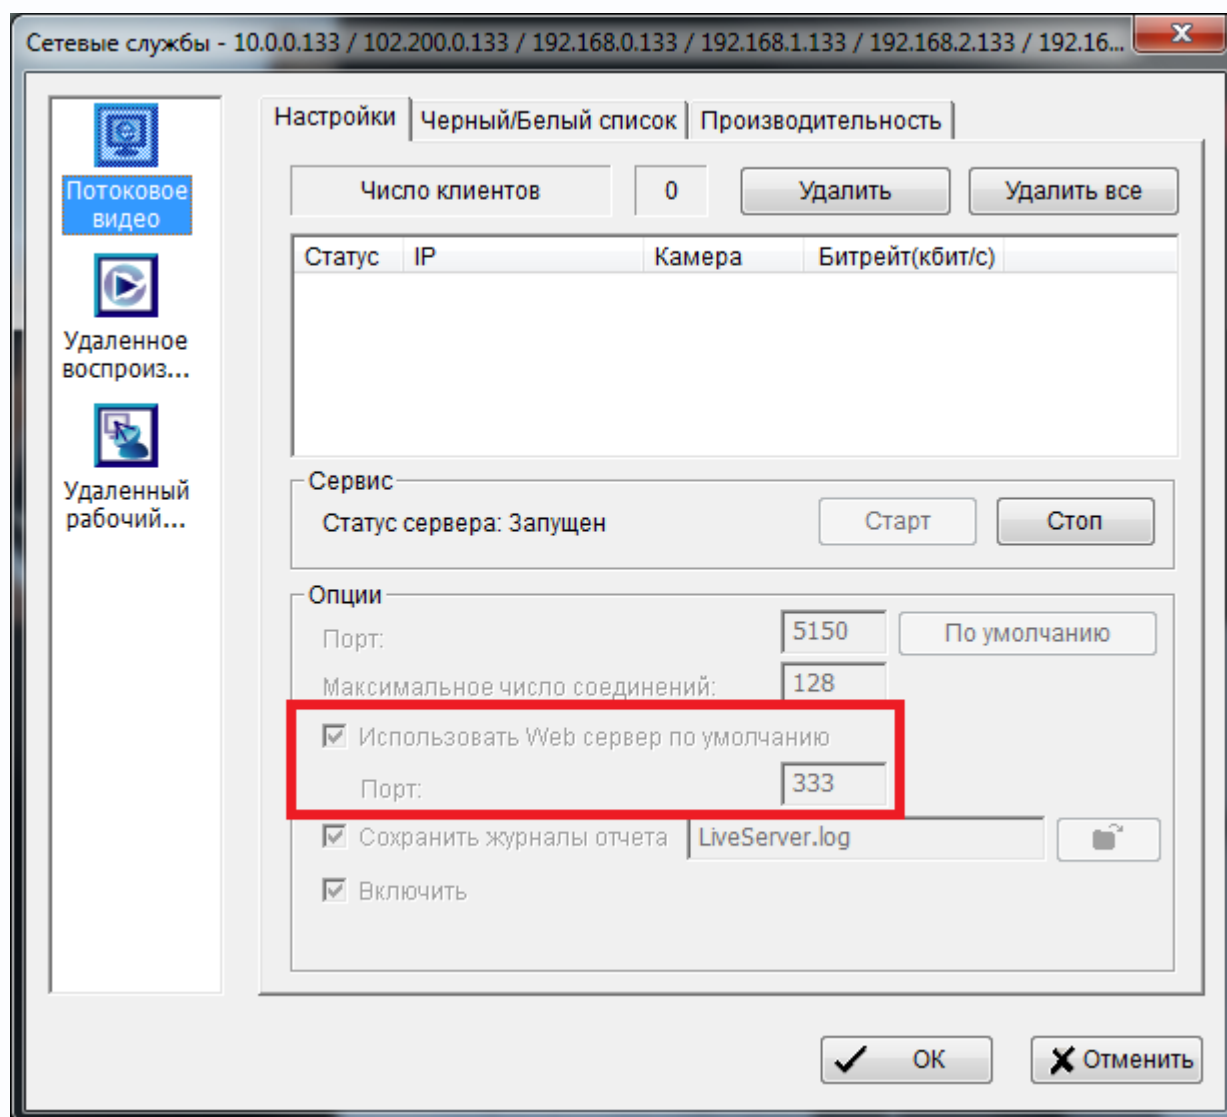 Сетевые службы - 10.0.0.133 / 102.200.0.133 / 192.168.0.133 / 192.168.1.133 / 192.168.2.133 / 192.16...
Потоковое
видео
Удаленное
воспроиз...
Удаленный
рабочий...
Настройки Черный/Белый список Производительность
Число клиентов 0 Удалить Удалить все
Статус IP Камера Битрейт(кбит/с)
Сервис
Статус сервера: Запущен Старт Стоп
Опции
Порт: 5150 По умолчанию
Максимальное число соединений: 128
Использовать Web сервер по умолчанию
Порт: 333
Сохранить журналы отчета LiveServer.log
Включить
ОК Отменить